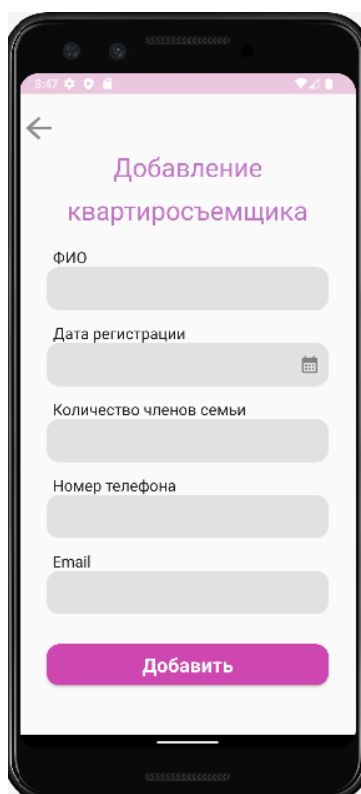 8:47
Добавление
квартиросъемщика
ФИО
Дата регистрации
Количество членов семьи
Номер телефона
Email
Добавить